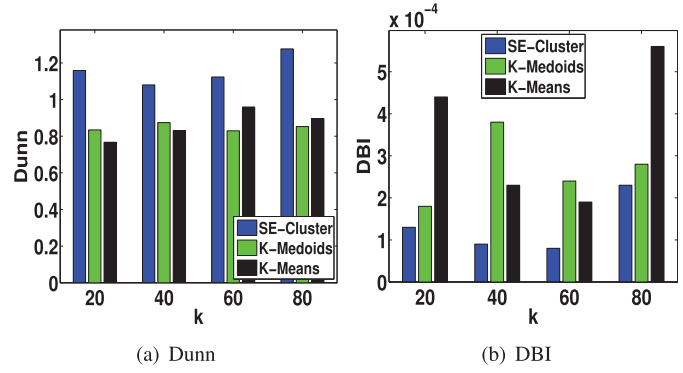 Dunn
1.2
1
0.8
0.6
0.4
0.2
0
SE-Cluster
K-Medoids
K-Means
20 40 60 80
k
(a) Dunn
x 10⁻⁴
DBI
5
4
3
2
1
0
SE-Cluster
K-Medoids
K-Means
20 40 60 80
k
(b) DBI